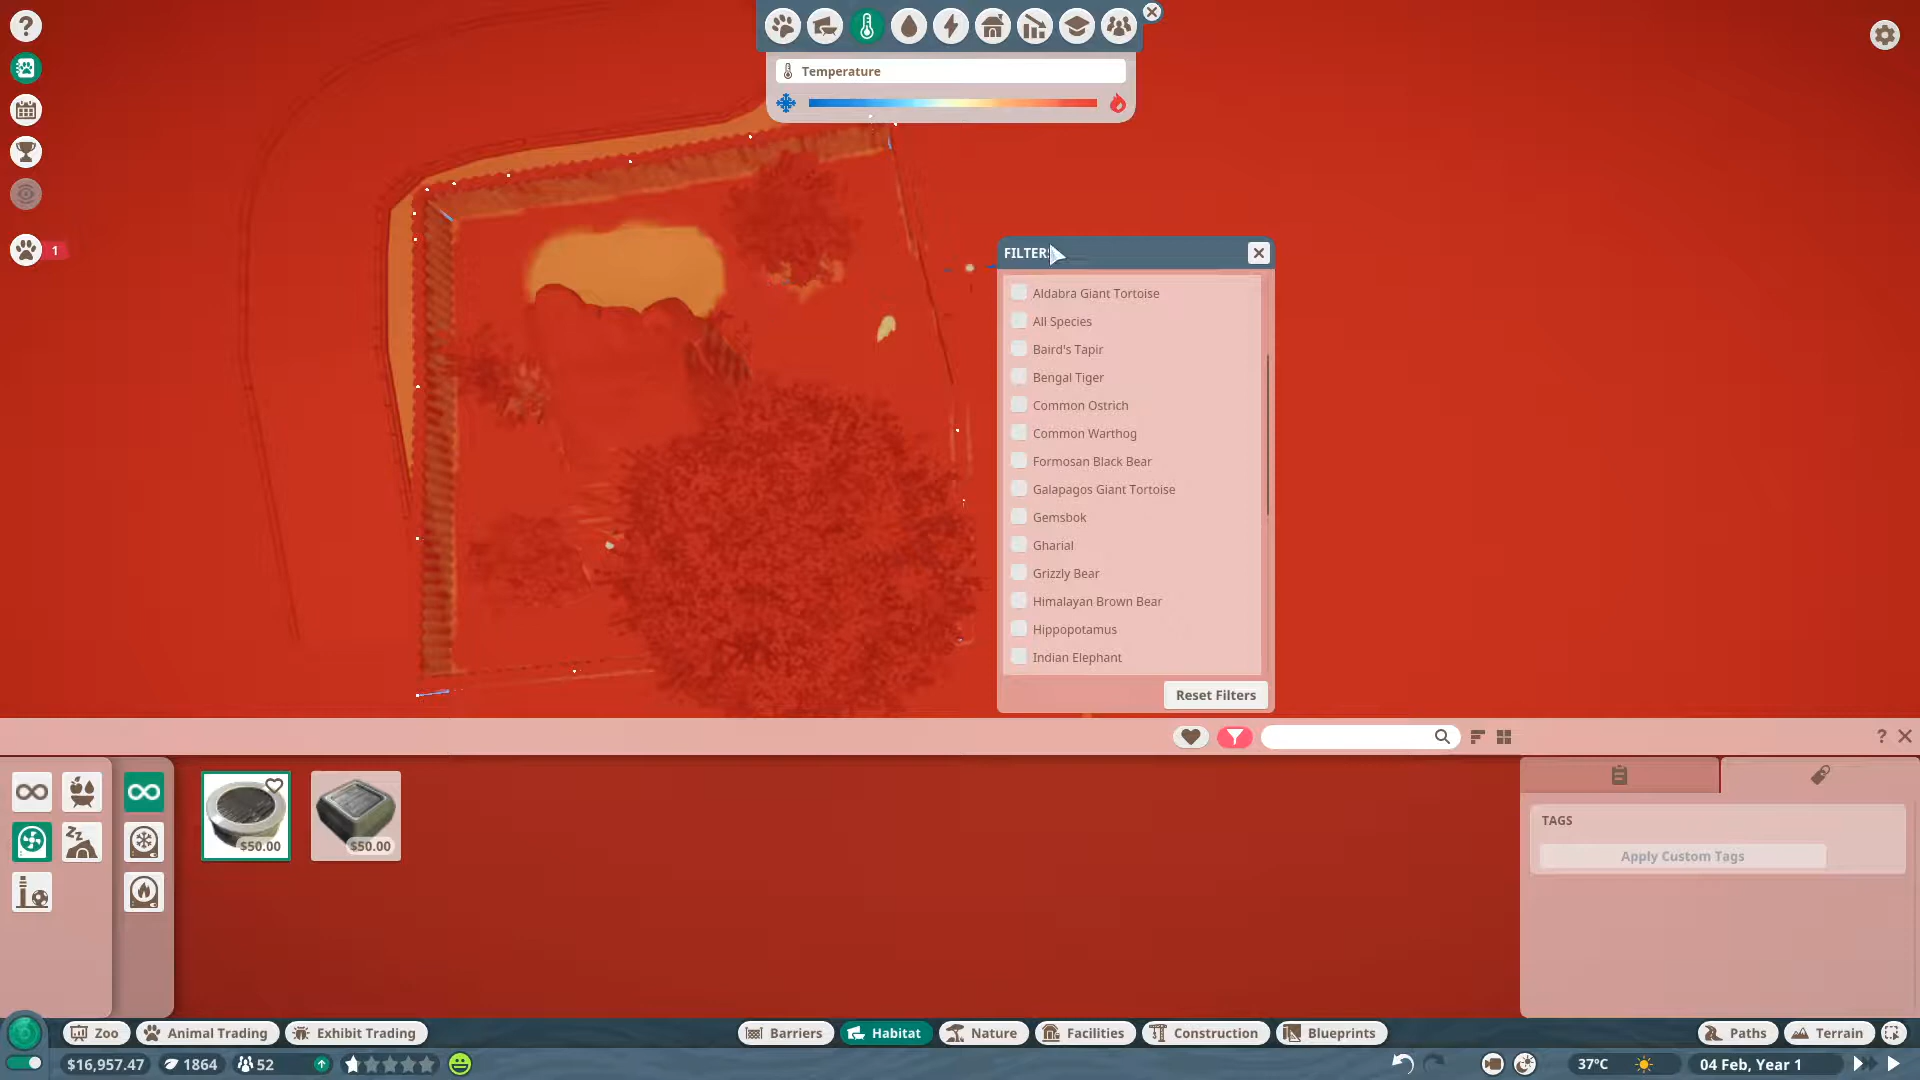 Temperature
1
FILTERS
Aldabra Giant Tortoise
All Species
Baird's Tapir
Bengal Tiger
Common Ostrich
Common Warthog
Formosan Black Bear
Galapagos Giant Tortoise
Gemsbok
Gharial
Grizzly Bear
Himalayan Brown Bear
Hippopotamus
Indian Elephant
Reset Filters
$50.00
$50.00
TAGS
Apply Custom Tags
Zoo
Animal Trading
Exhibit Trading
Barriers
Habitat
Nature
Facilities
Construction
Blueprints
Paths
Terrain
$16,957.47
1864
52
37°C
04 Feb, Year 1